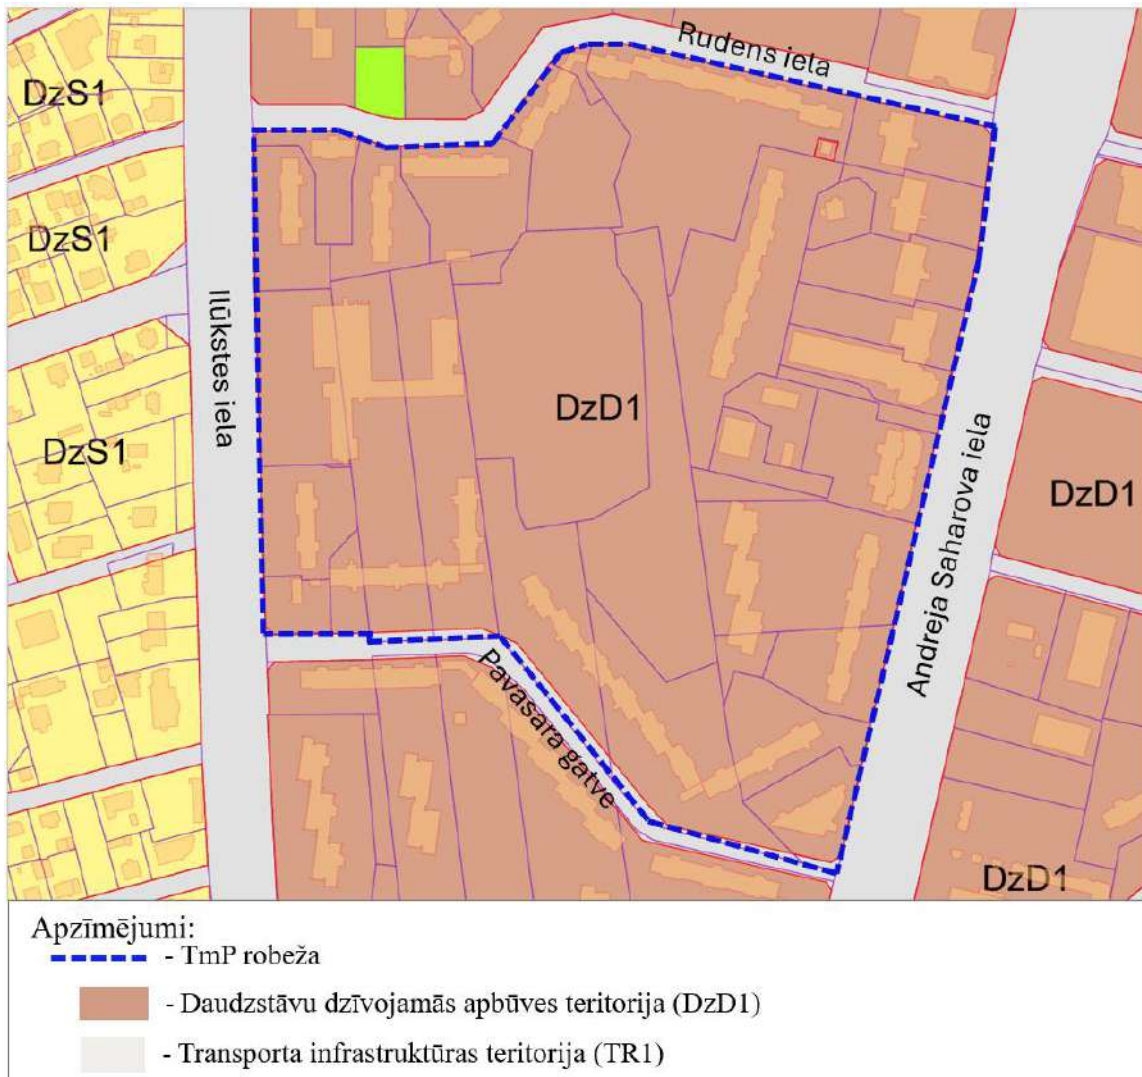 DzS1
Rudens iela
DzS1
Ilūkstes iela
DzD1
DzS1
DzD1
Andreja Saharova iela
Pavasara gatve
DzD1
Apzīmējumi:
- TmP robeža
- Daudzstāvu dzīvojamās apbūves teritorija (DzD1)
- Transporta infrastruktūras teritorija (TR1)